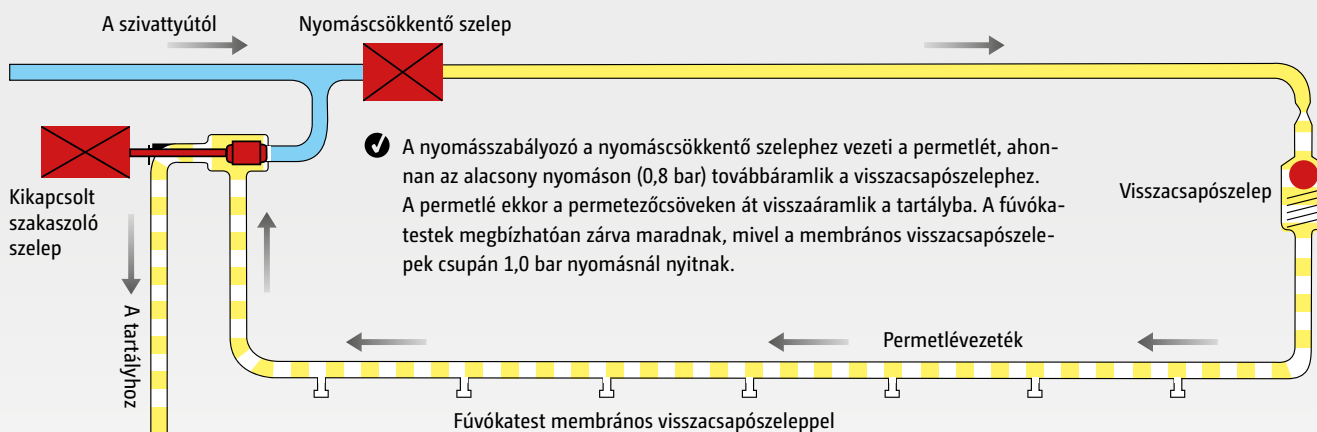 A szivattyútól
Nyomáscsökkentő szelep
A nyomásszabályozó a nyomáscsökkentő szelephez vezeti a permetlét, ahon-
nan az alacsony nyomáson (0,8 bar) továbbáramlik a visszacsapószelephez.
A permetlé ekkor a permetezőcsöveken át visszaáramlik a tartályba. A fúvóka-
testek megbízhatóan zárva maradnak, mivel a membrános visszacsapószele-
pek csupán 1,0 bar nyomásnál nyitnak.
Visszacsapószelep
Kikapcsolt
szakaszoló
szelep
A tartályhoz
Permetlévezeték
Fúvókatest membrános visszacsapószeleppel